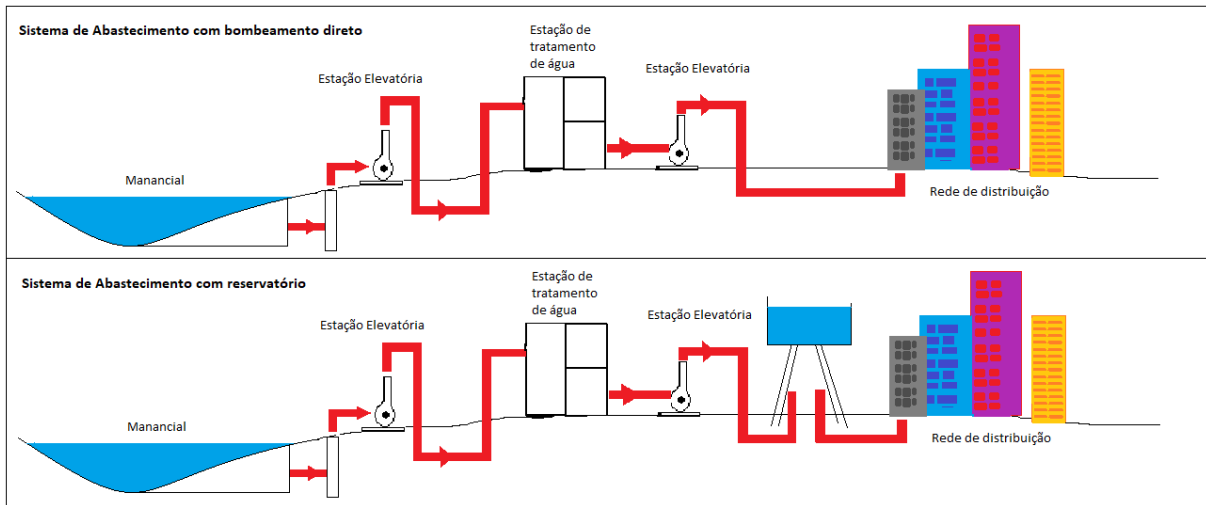 Sistema de Abastecimento com bombeamento direto
Estação de
tratamento
de água
Estação Elevatória
Estação Elevatória
Manancial
Rede de distribuição
Sistema de Abastecimento com reservatório
Estação de
tratamento
de água
Estação Elevatória
Estação Elevatória
Manancial
Rede de distribuição